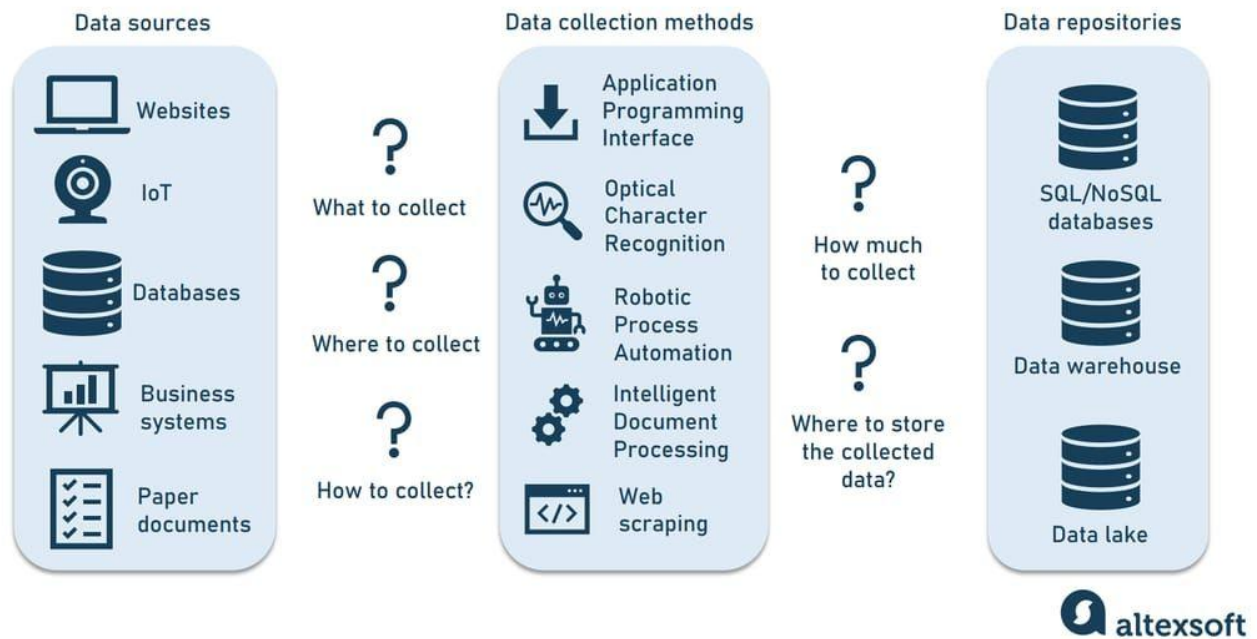 Data sources
Data collection methods
Data repositories
Websites
IoT
Databases
Business
systems
Paper
documents
What to collect
Where to collect
How to collect?
Application
Programming
Interface
Optical
Character
Recognition
Robotic
Process
Automation
Intelligent
Document
Processing
</>
Web
scraping
How much
to collect
Where to store
the collected
data?
SQL/NoSQL
databases
Data warehouse
Data lake
altexsoft